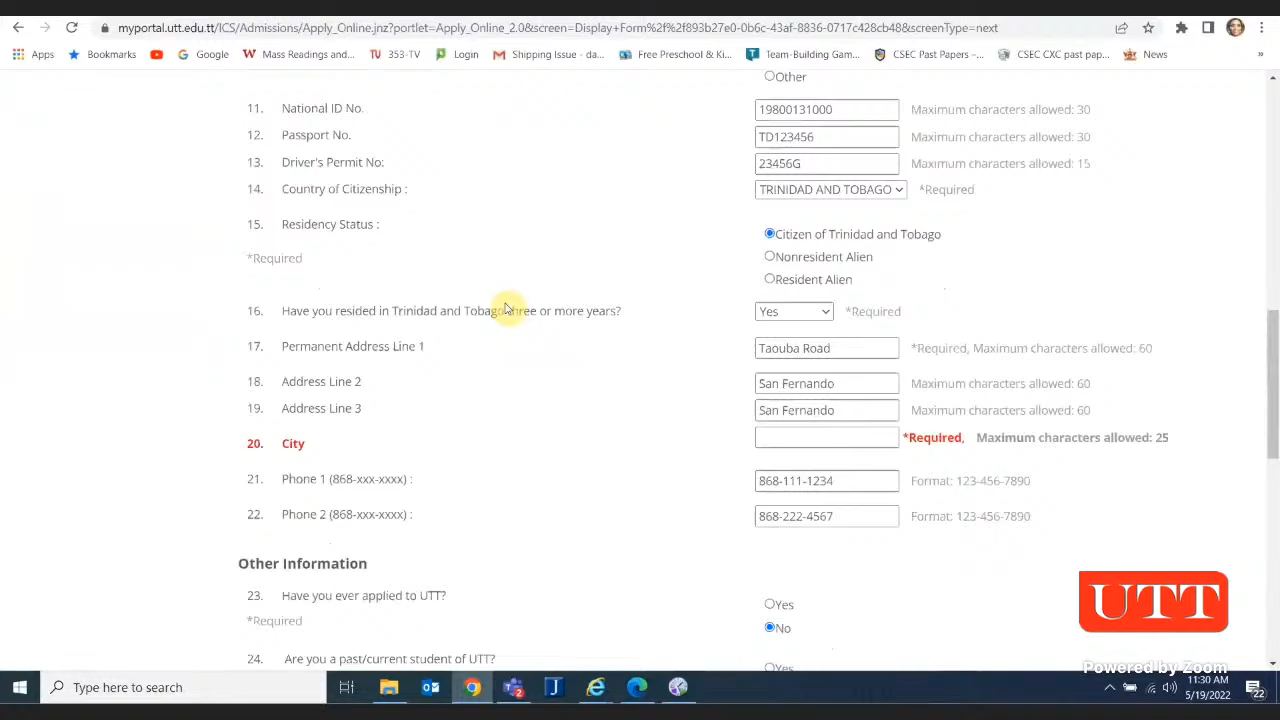 myportal.utt.edu.tt/ICS/Admissions/Apply_Online.jnz?portlet=Apply_Online_2.0&screen=Display+Form%2f%2f893b27e0-0b6c-43af-8836-0717c428cb48&screenType=next
Apps Bookmarks Google Mass Readings and... 353-TV Login Shipping Issue - da... Free Preschool & Ki... Team-Building Gam... CSEC Past Papers –... CSEC CXC past pap... News »
Other
11. National ID No. 19800131000 Maximum characters allowed: 30
12. Passport No. TD123456 Maximum characters allowed: 30
13. Driver's Permit No: 23456G Maximum characters allowed: 15
14. Country of Citizenship : TRINIDAD AND TOBAGO *Required
15. Residency Status :
Citizen of Trinidad and Tobago
*Required
Nonresident Alien
Resident Alien
16. Have you resided in Trinidad and Tobago three or more years? Yes *Required
17. Permanent Address Line 1 Taouba Road *Required, Maximum characters allowed: 60
18. Address Line 2 San Fernando Maximum characters allowed: 60
19. Address Line 3 San Fernando Maximum characters allowed: 60
20. City *Required, Maximum characters allowed: 25
21. Phone 1 (868-xxx-xxxx) : 868-111-1234 Format: 123-456-7890
22. Phone 2 (868-xxx-xxxx) : 868-222-4567 Format: 123-456-7890
Other Information
23. Have you ever applied to UTT? Yes
*Required
No
24. Are you a past/current student of UTT? Yes
UTT
Powered by Zoom
Type here to search
11:30 AM
5/19/2022
22